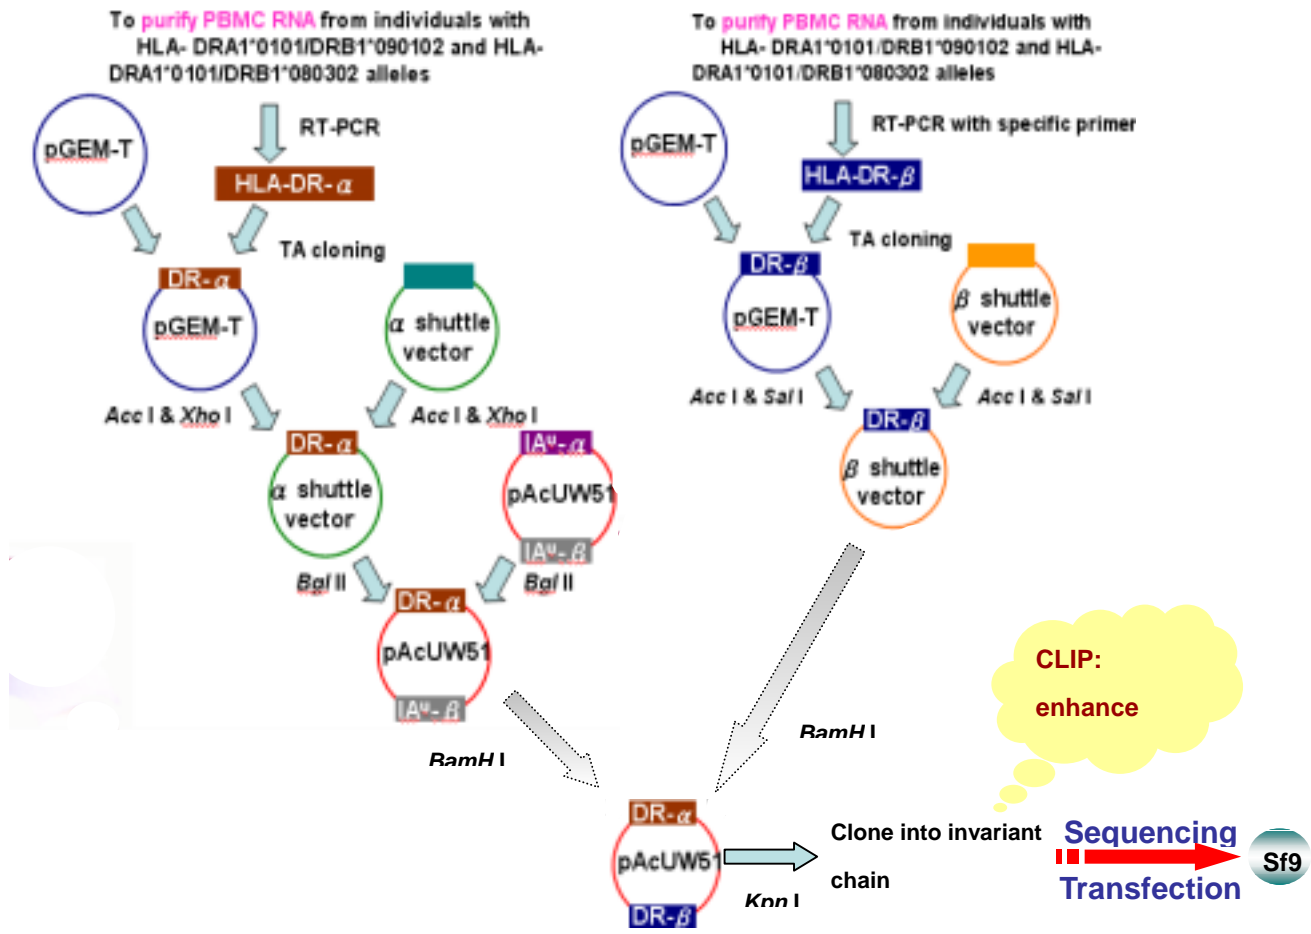 To purify PBMC RNA from individuals with
HLA- DRA1*0101/DRB1*090102 and HLA-
DRA1*0101/DRB1*080302 alleles
pGEM-T
RT-PCR
HLA-DR-α
TA cloning
DR-α
pGEM-T
α shuttle
vector
Acc I & Xho I
Acc I & Xho I
DR-α
α shuttle
vector
IAᵘ-α
pAcUW51
IAᵘ-β
Bgl II
Bgl II
DR-α
pAcUW51
IAᵘ-β
BamH I
To purify PBMC RNA from individuals with
HLA- DRA1*0101/DRB1*090102 and HLA-
DRA1*0101/DRB1*080302 alleles
pGEM-T
RT-PCR with specific primer
HLA-DR-β
TA cloning
DR-β
pGEM-T
β shuttle
vector
Acc I & Sal I
Acc I & Sal I
DR-β
β shuttle
vector
BamH I
DR-α
pAcUW51
DR-β
Kpn I
Clone into invariant
chain
CLIP:
enhance
Sequencing
Transfection
Sf9